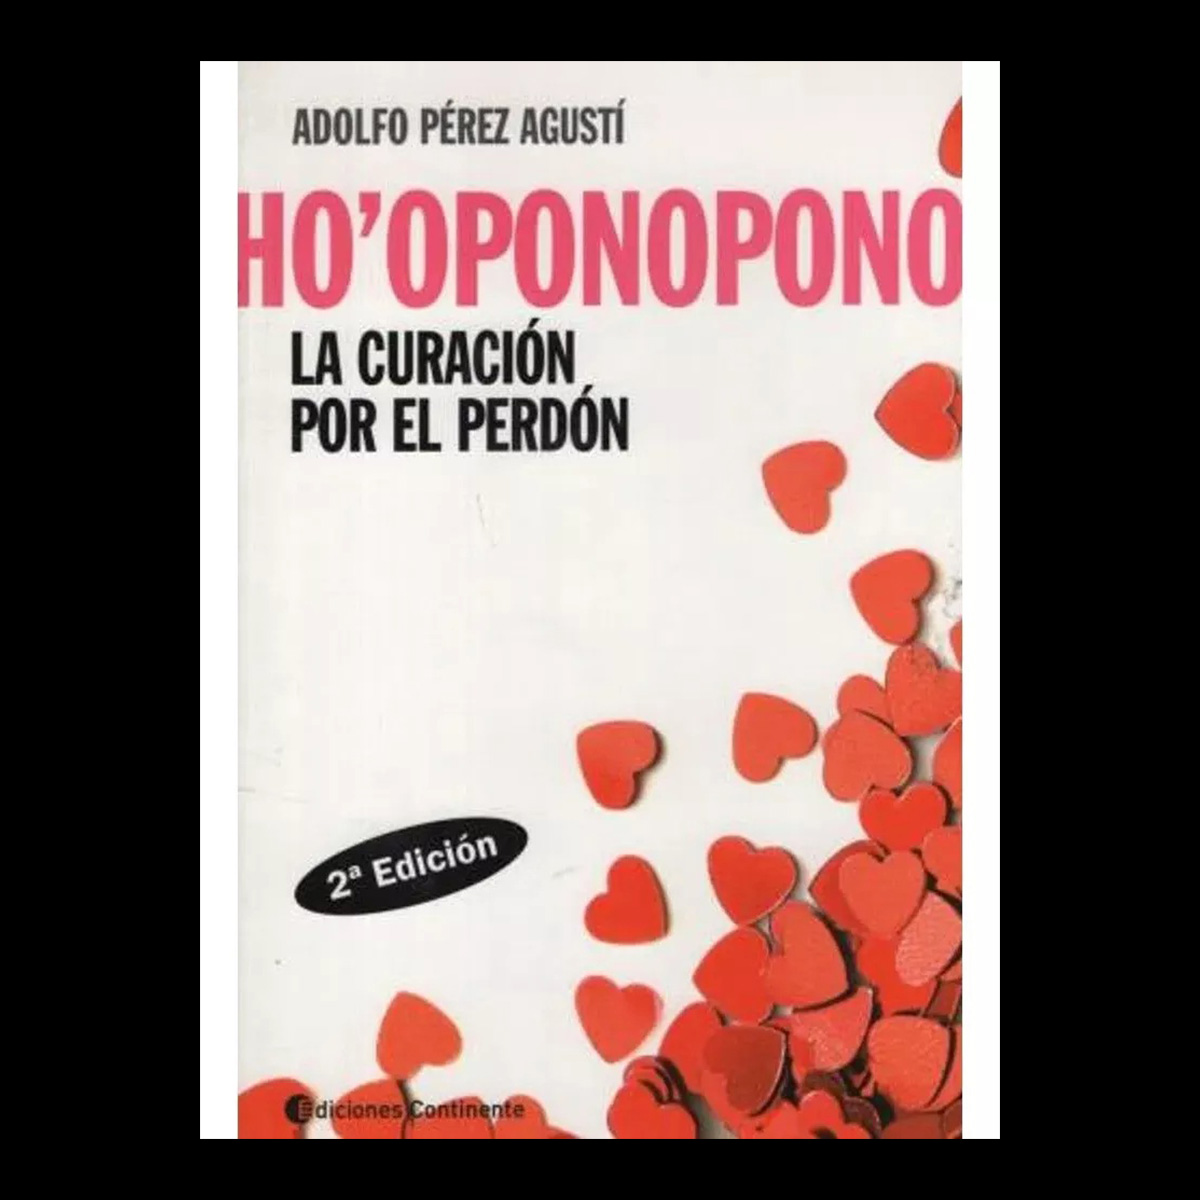 ADOLFO PÉREZ AGUSTÍ
HO'OPONOPONO
LA CURACIÓN
POR EL PERDÓN
2ª Edición
Ediciones Continente